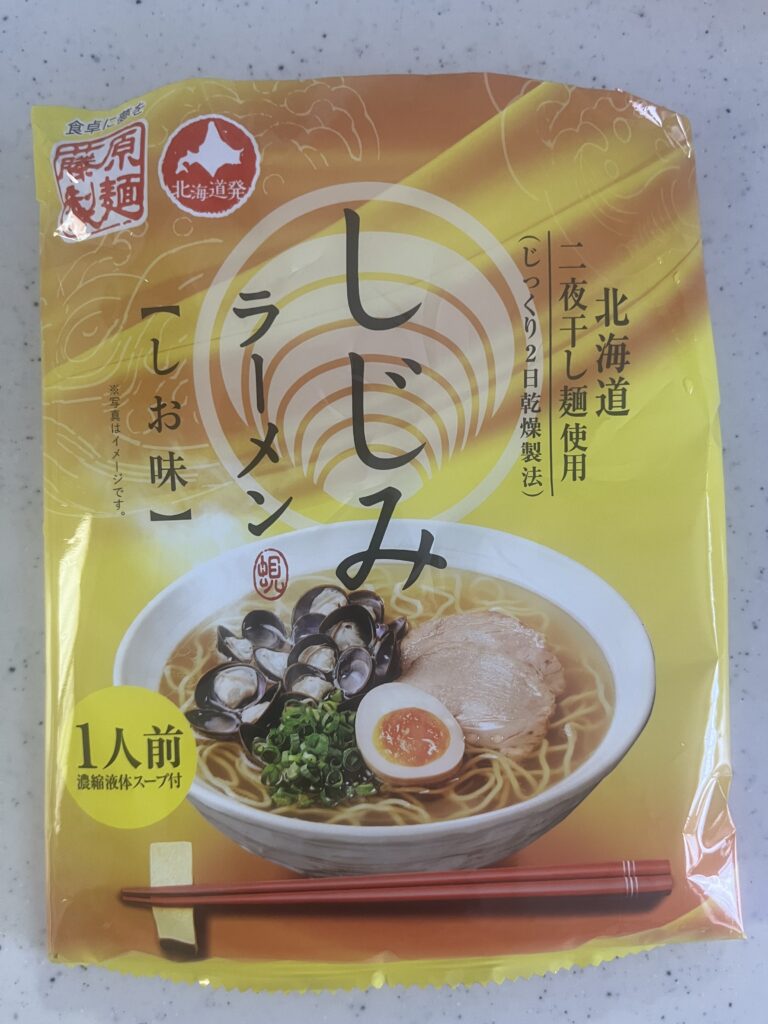 食卓に夢を
藤原製麺
北海道発
北海道
二夜干し麺使用
(じっくり2日乾燥製法)
しじみ
ラーメン
蜆
【しお味】
※写真はイメージです。
1人前
濃縮液体スープ付